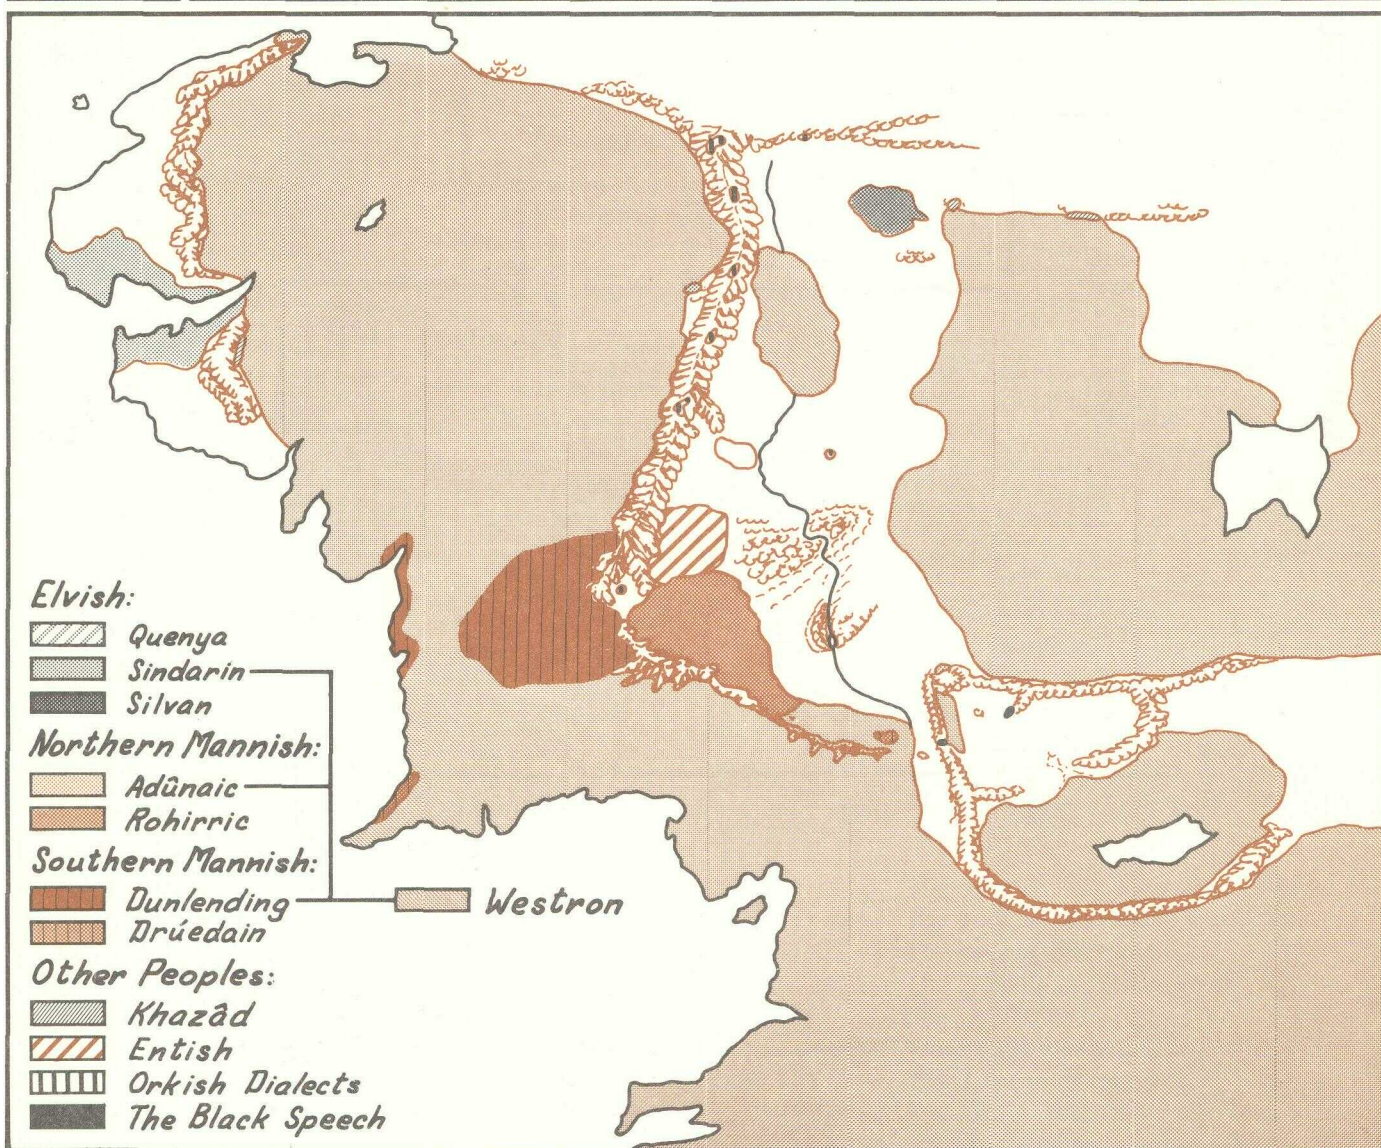 Elvish:
Quenya
Sindarin
Silvan
Northern Mannish:
Adûnaic
Rohirric
Southern Mannish:
Dunlending
Westron
Drúedain
Other Peoples:
Khazâd
Entish
Orkish Dialects
The Black Speech